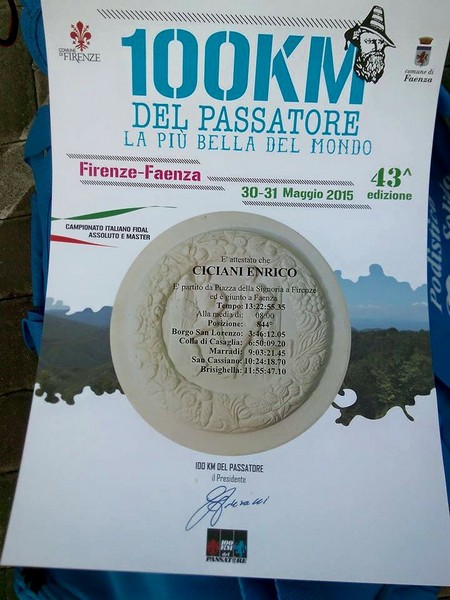 COMUNE
DI FIRENZE
100KM
DEL PASSATORE
LA PIÙ BELLA DEL MONDO
comune di
Faenza
Firenze-Faenza
30-31 Maggio 2015
43^
edizione
CAMPIONATO ITALIANO FIDAL
ASSOLUTO E MASTER
E' attestato che
CICIANI ENRICO
E' partito da Piazza della Signoria a Firenze
ed è giunto a Faenza
Tempo: 13:22:55.35
Alla media di: 08:00
Posizione: 844°
Borgo San Lorenzo: 3:46:12.05
Colla di Casaglia: 6:50:09.20
Marradi: 9:03:21.45
San Cassiano: 10:24:18.70
Brisighella: 11:55:47.10
100 KM DEL PASSATORE
il Presidente
100
KM
del
PASSATORE
Podistica